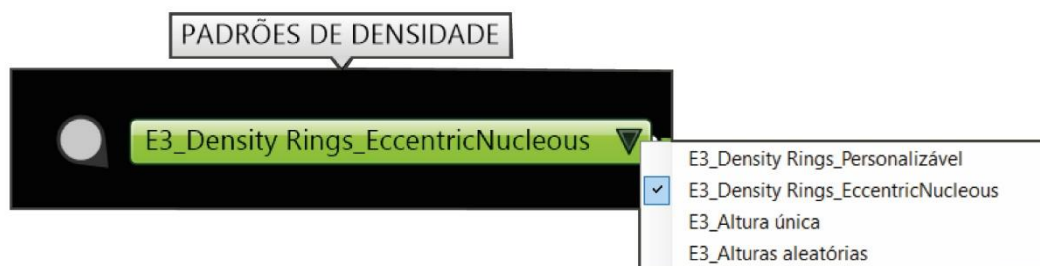 PADRÕES DE DENSIDADE
E3_Density Rings_EccentricNucleous
E3_Density Rings_Personalizável
E3_Density Rings_EccentricNucleous
E3_Altura única
E3_Alturas aleatórias